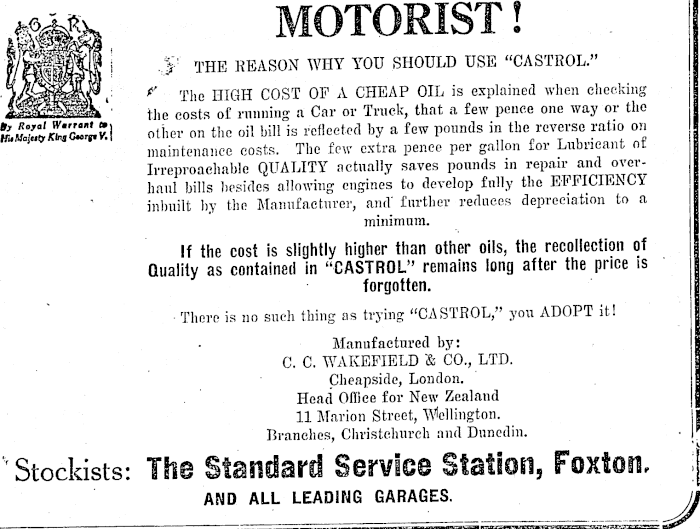 MOTORIST!
G R
By Royal Warrant to
His Majesty King George V.
THE REASON WHY YOU SHOULD USE "CASTROL."
The HIGH COST OF A CHEAP OIL is explained when checking
the costs of running a Car or Truck, that a few pence one way or the
other on the oil bill is reflected by a few pounds in the reverse ratio on
maintenance costs. The few extra pence per gallon for Lubricant of
Irreproachable QUALITY actually saves pounds in repair and over-
haul bills besides allowing engines to develop fully the EFFICIENCY
inbuilt by the Manufacturer, and further reduces depreciation to a
minimum.
If the cost is slightly higher than other oils, the recollection of
Quality as contained in "CASTROL" remains long after the price is
forgotten.
There is no such thing as trying "CASTROL," you ADOPT it!
Manufactured by:
C. C. WAKEFIELD & CO., LTD.
Cheapside, London.
Head Office for New Zealand
11 Marion Street, Wellington.
Branches, Christchurch and Dunedin.
Stockists: The Standard Service Station, Foxton.
AND ALL LEADING GARAGES.